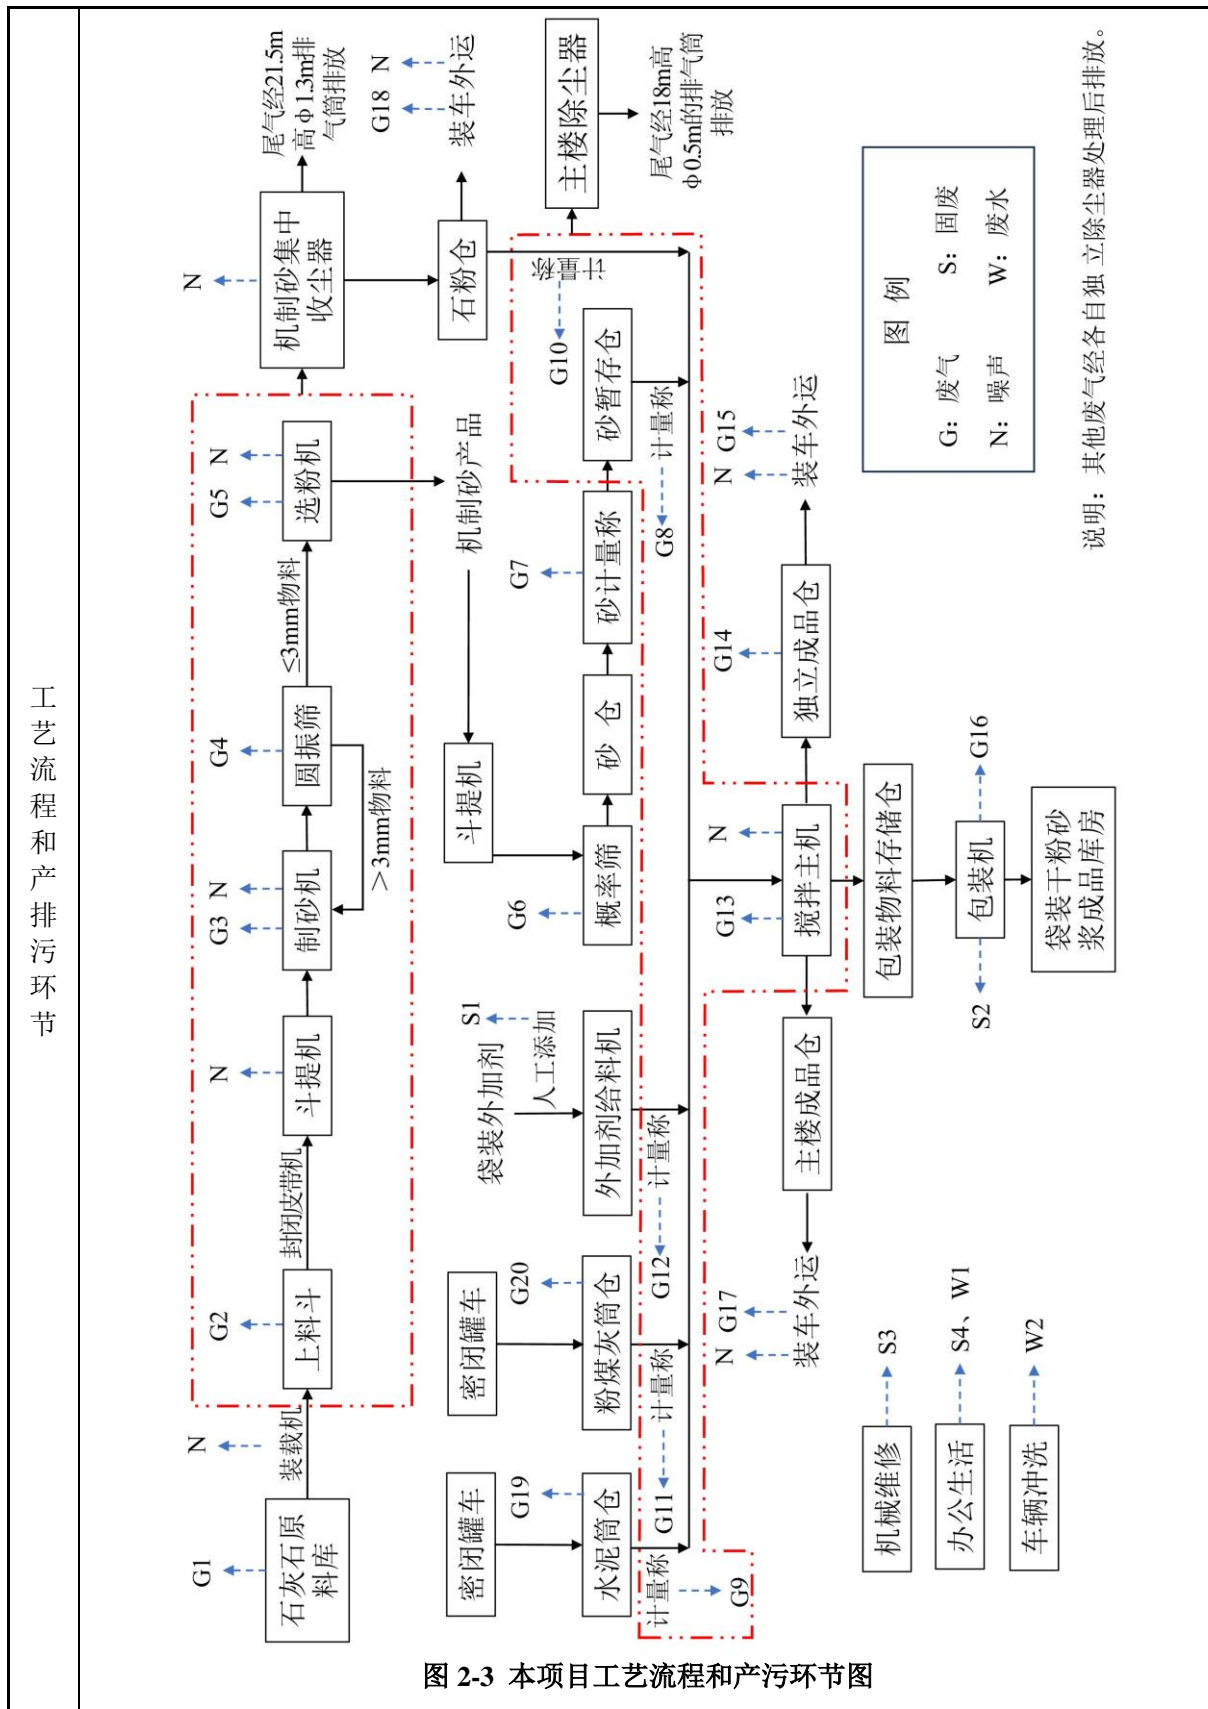 工艺流程和产排污环节
G1
石灰石原
料库
N
装载机
G2
上料斗
封闭皮带机
N
斗提机
G3
N
制砂机
G4
圆振筛
>3mm物料
≤3mm物料
G5
N
选粉机
N
机制砂集中
收尘器
尾气经21.5m
高φ1.3m排
气筒排放
石粉仓
G18
N
装车外运
机制砂产品
斗提机
G6
概率筛
砂 仓
G7
砂计量称
砂暂存仓
计量称
G8
计量称
G10
主楼除尘器
尾气经18m高
φ0.5m的排气筒
排放
密闭罐车
G19
水泥筒仓
计量称
G9
密闭罐车
G20
粉煤灰筒仓
计量称
G11
袋装外加剂
S1
人工添加
外加剂给料机
计量称
G12
G13
N
搅拌主机
G14
独立成品仓
N
G15
装车外运
主楼成品仓
N
G17
装车外运
包装物料存储仓
包装机
G16
S2
袋装干粉砂
浆成品库房
机械维修
S3
办公生活
S4、W1
车辆冲洗
W2
图 例
G：废气
S：固废
N：噪声
W：废水
说明：其他废气经各自独 立除尘器处理后排放。
图 2-3 本项目工艺流程和产污环节图